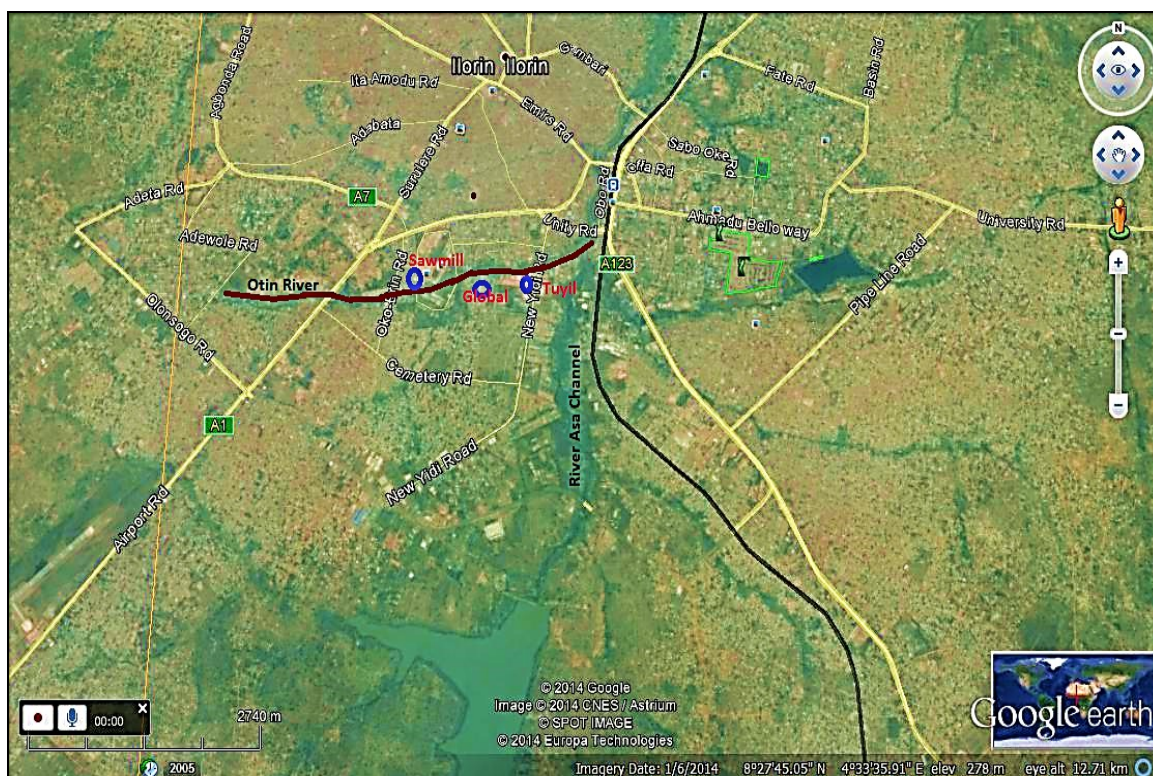 N
Ilorin Ilorin
Gambari
Fate Rd
Basin Rd
Ita Amodu Rd
Emirs Rd
Adabata
Surulere Rd
Sabo Oke Rd
Offa Rd
Obo Rd
A7
Adeta Rd
Unity Rd
Ahmadu Bello way
University Rd
Adewole Rd
Sawmill
A123
Pipe Line Road
Otin River
Global
Tuyil
New Yidi Rd
Olonsogo Rd
Cemetery Rd
River Asa Channel
A1
New Yidi Road
Airport Rd
© 2014 Google
Image © 2014 CNES / Astrium
© SPOT IMAGE
© 2014 Europa Technologies
00:00
2740 m
Google earth
2005
Imagery Date: 1/6/2014 8°27'45.05" N 4°33'35.91" E elev 278 m eye alt 12.71 km